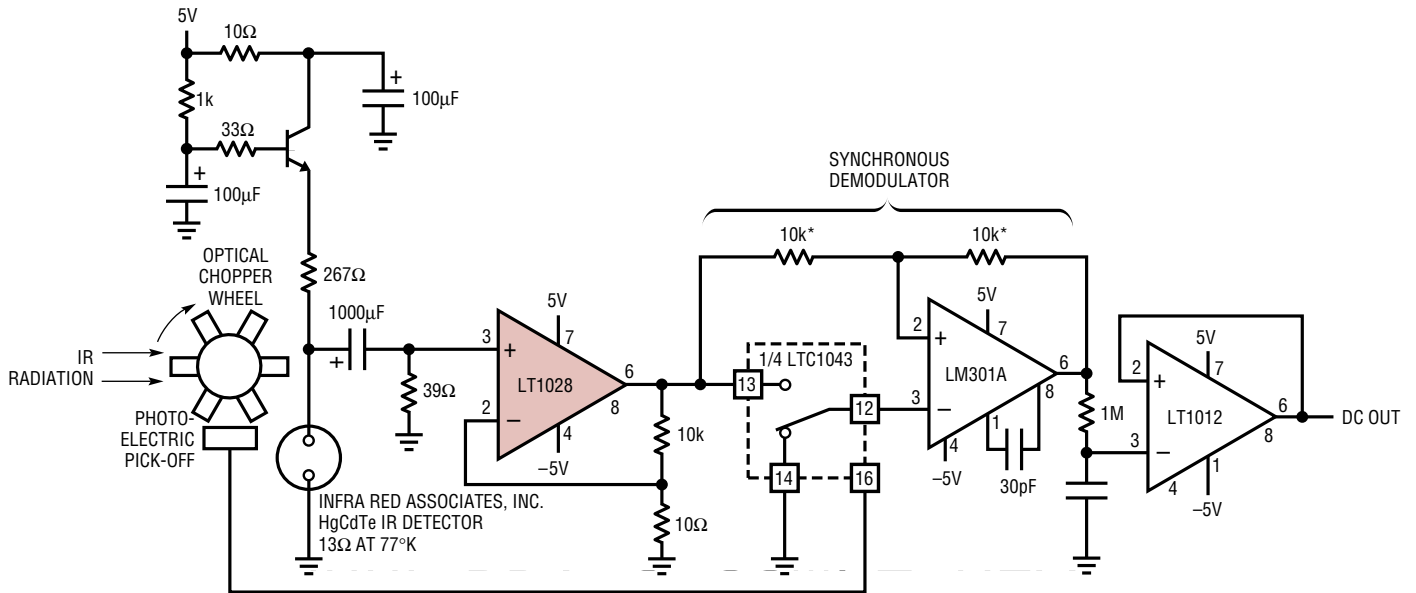 5V
10Ω
1k
33Ω
+
100µF
+
100µF
SYNCHRONOUS
DEMODULATOR
OPTICAL
CHOPPER
WHEEL
267Ω
10k*
10k*
IR
RADIATION
1000µF
+
39Ω
5V
7
3
+
LT1028
6
8
2
−
4
−5V
10k
10Ω
1/4 LTC1043
13
12
14
16
5V
7
2
+
LM301A
6
3
−
8
1
4
−5V
30pF
1M
5V
7
2
+
LT1012
6
3
−
8
1
4
−5V
DC OUT
PHOTO-
ELECTRIC
PICK-OFF
INFRA RED ASSOCIATES, INC.
HgCdTe IR DETECTOR
13Ω AT 77°K